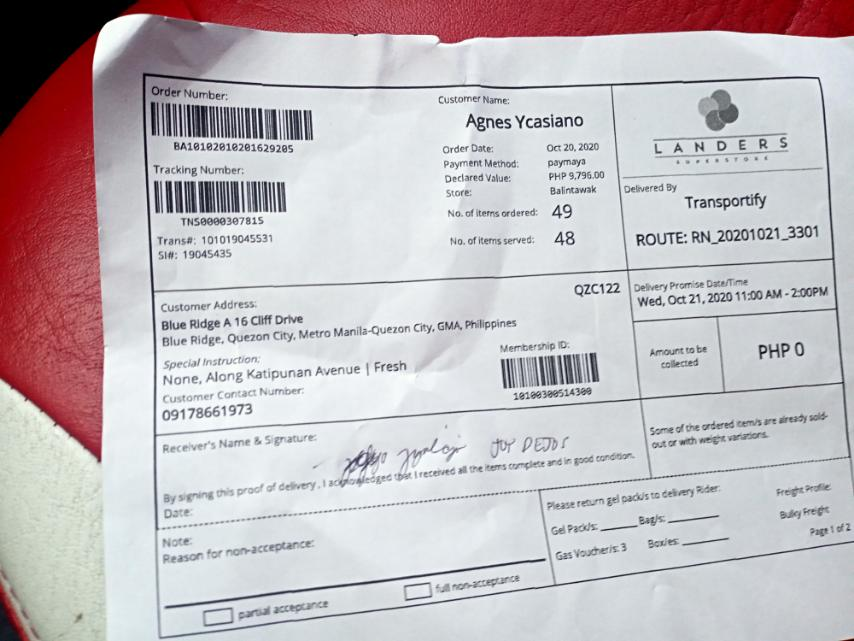 Order Number:
BA10102010201629205
Tracking Number:
TNS0000307815
Trans#: 101019045531
SI#: 19045435
Customer Name:
Agnes Ycasiano
Order Date: Oct 20, 2020
Payment Method: paymaya
Declared Value: PHP 9,796.00
Store: Balintawak
No. of items ordered: 49
No. of items served: 48
LANDERS
SUPERSTORE
Delivered By
Transportify
ROUTE: RN_20201021_3301
Customer Address:
QZC122
Blue Ridge A 16 Cliff Drive
Blue Ridge, Quezon City, Metro Manila-Quezon City, GMA, Philippines
Special Instruction:
None, Along Katipunan Avenue | Fresh
Customer Contact Number:
09178661973
Membership ID:
10100300514300
Delivery Promise Date/Time
Wed, Oct 21, 2020 11:00 AM - 2:00PM
Amount to be
collected
PHP 0
Receiver's Name & Signature:
By signing this proof of delivery, I acknowledged that I received all the items complete and in good condition.
Date:
Some of the ordered item/s are already sold-
out or with weight variations.
Note:
Reason for non-acceptance:
partial acceptance
full non-acceptance
Please return gel pack/s to delivery Rider:
Gel Pack/s: Bag/s:
Gas Voucher/s: 3 Box/es:
Freight Profile:
Bulky Freight
Page 1 of 2